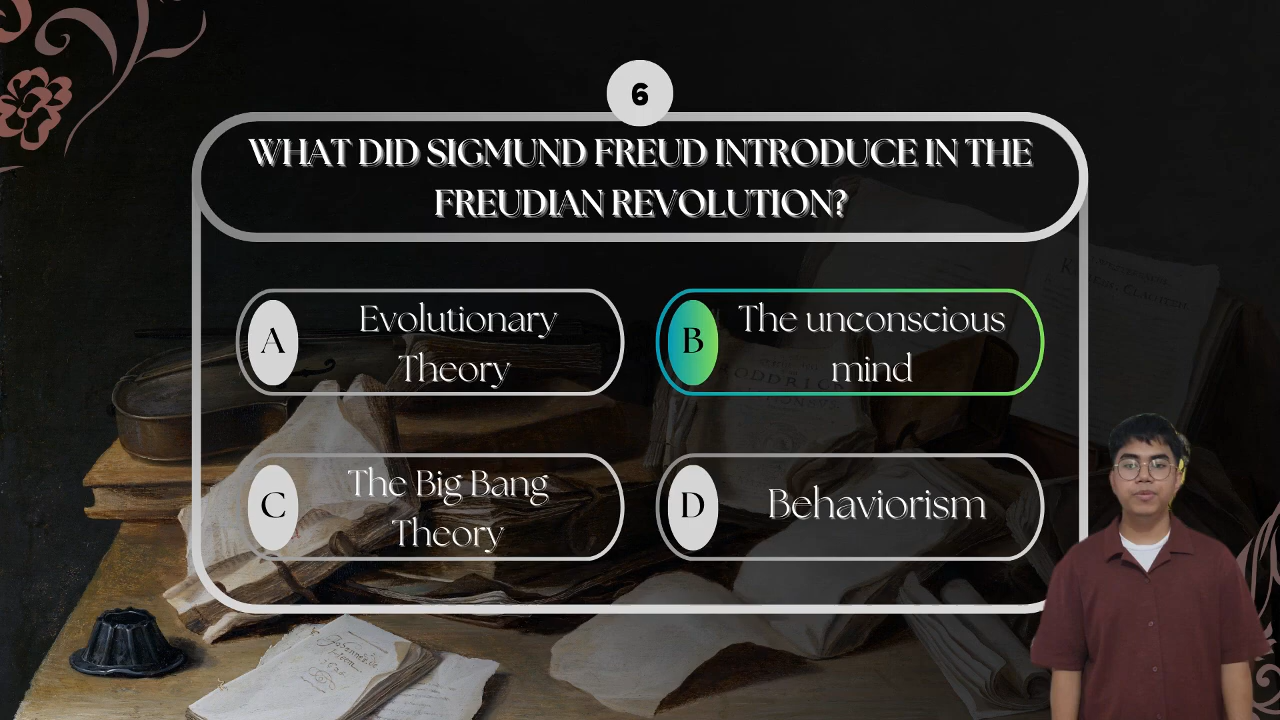 6
WHAT DID SIGMUND FREUD INTRODUCE IN THE
FREUDIAN REVOLUTION?
A
Evolutionary
Theory
B
The unconscious
mind
C
The Big Bang
Theory
D
Behaviorism